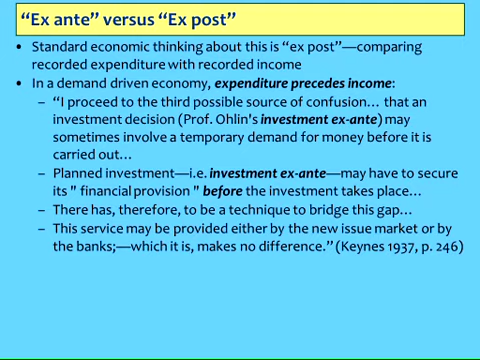 “Ex ante” versus “Ex post”
• Standard economic thinking about this is “ex post”—comparing
recorded expenditure with recorded income
• In a demand driven economy, expenditure precedes income:
– “I proceed to the third possible source of confusion… that an
investment decision (Prof. Ohlin's investment ex-ante) may
sometimes involve a temporary demand for money before it is
carried out…
– Planned investment—i.e. investment ex-ante—may have to secure
its " financial provision " before the investment takes place…
– There has, therefore, to be a technique to bridge this gap…
– This service may be provided either by the new issue market or by
the banks;—which it is, makes no difference.” (Keynes 1937, p. 246)